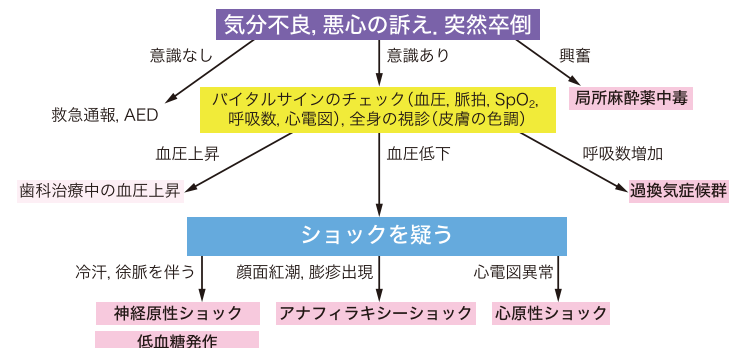 気分不良, 悪心の訴え. 突然卒倒
意識なし
意識あり
興奮
救急通報, AED
バイタルサインのチェック(血圧, 脈拍, SpO₂,
呼吸数, 心電図), 全身の視診(皮膚の色調)
局所麻酔薬中毒
血圧上昇
血圧低下
呼吸数増加
歯科治療中の血圧上昇
過換気症候群
ショックを疑う
冷汗, 徐脈を伴う
顔面紅潮, 膨疹出現
心電図異常
神経原性ショック
アナフィラキシーショック
心原性ショック
低血糖発作